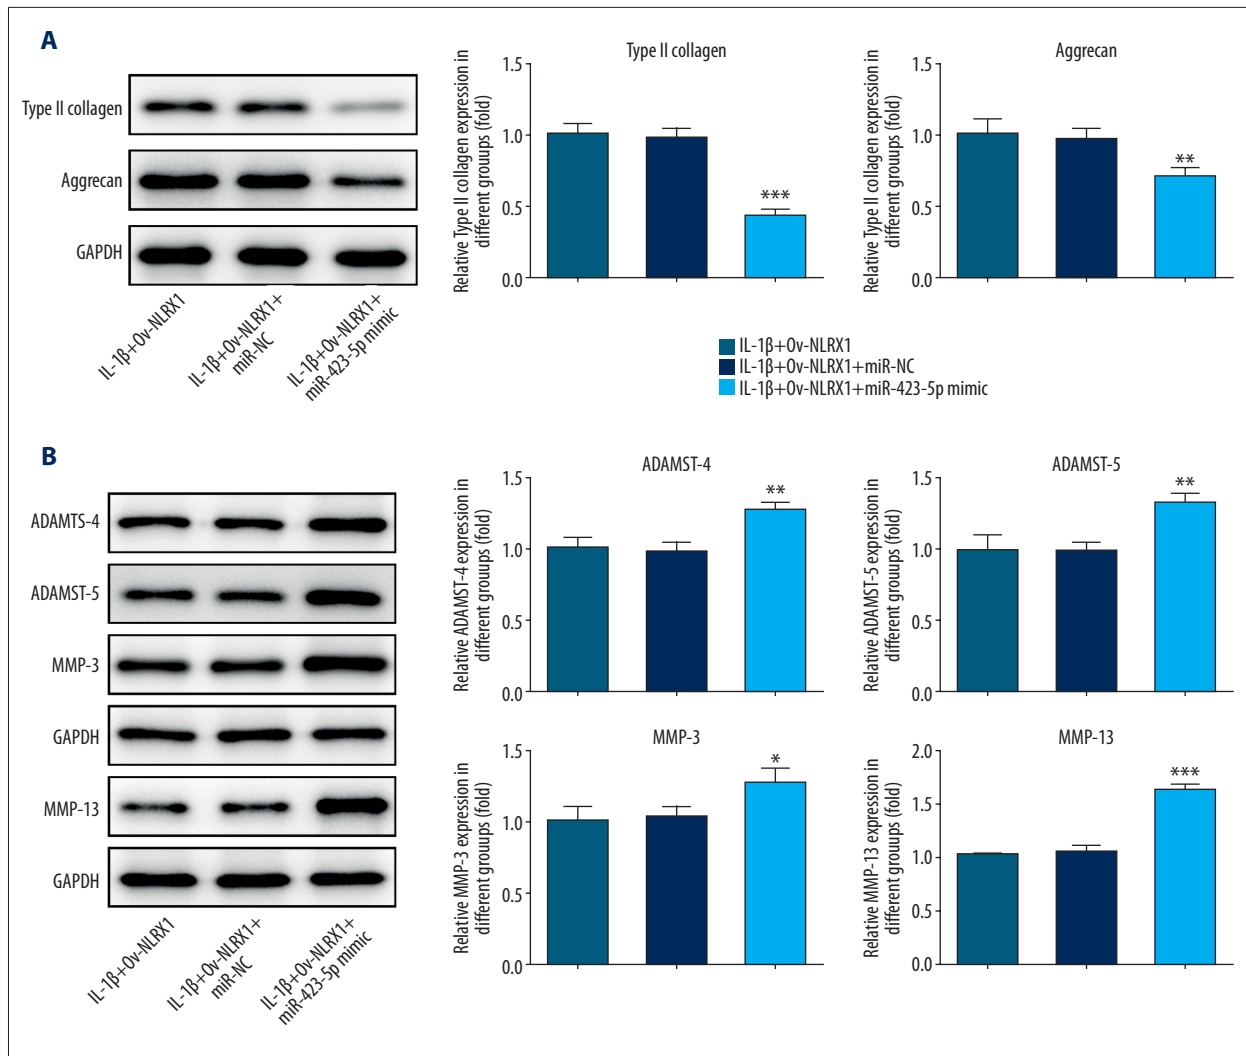 A
Type II collagen
Aggrecan
GAPDH
IL-1β+Ov-NLRX1
IL-1β+Ov-NLRX1+
miR-NC
IL-1β+Ov-NLRX1+
miR-423-5p mimic
Type II collagen
Relative Type II collagen expression in
different grouups (fold)
1.5
1.0
0.5
0.0
***
Aggrecan
Relative Type II collagen expression in
different grouups (fold)
1.5
1.0
0.5
0.0
**
IL-1β+Ov-NLRX1
IL-1β+Ov-NLRX1+miR-NC
IL-1β+Ov-NLRX1+miR-423-5p mimic
B
ADAMTS-4
ADAMST-5
MMP-3
GAPDH
MMP-13
GAPDH
IL-1β+Ov-NLRX1
IL-1β+Ov-NLRX1+
miR-NC
IL-1β+Ov-NLRX1+
miR-423-5p mimic
ADAMST-4
Relative ADAMST-4 expression in
different grouups (fold)
1.5
1.0
0.5
0.0
**
ADAMST-5
Relative ADAMST-5 expression in
different grouups (fold)
1.5
1.0
0.5
0.0
**
MMP-3
Relative MMP-3 expression in
different grouups (fold)
1.5
1.0
0.5
0.0
*
MMP-13
Relative MMP-13 expression in
different grouups (fold)
2.0
1.5
1.0
0.5
0.0
***